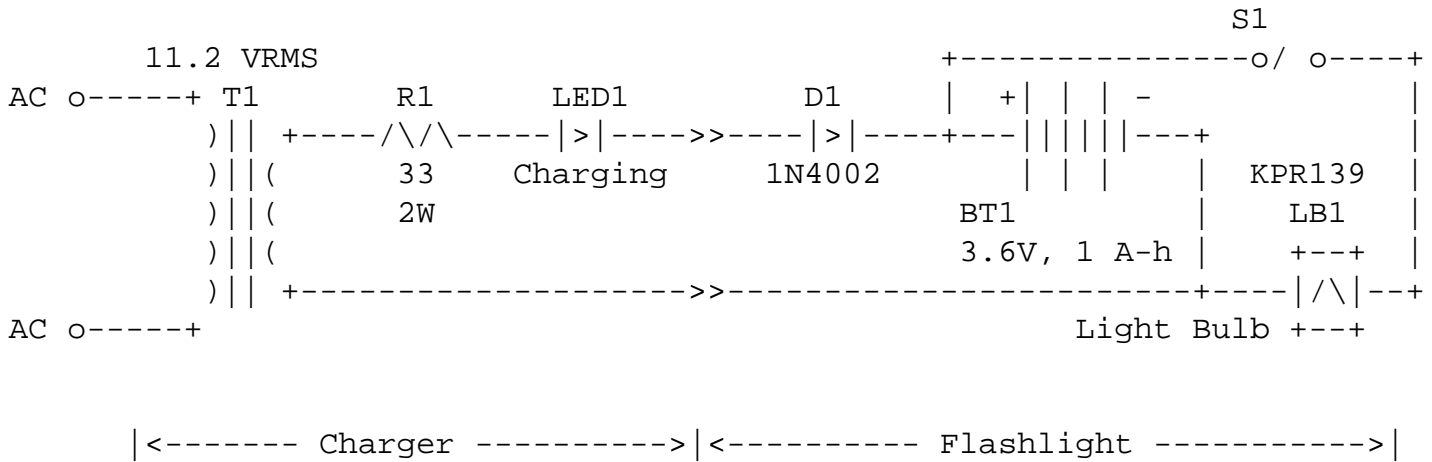 S1
11.2 VRMS +---------------o/ o----+
AC o-----+ T1 R1 LED1 D1 | +| | | - |
)|| +----/\/\-----|>|---->>----|>|----+---||||||---+ |
)||( 33 Charging 1N4002 | | | | KPR139 |
)||( 2W BT1 | LB1 |
)||( 3.6V, 1 A-h | +--+ |
)|| +-------------------->>------------------------+----|/\|--+
AC o-----+ Light Bulb +--+
|<------- Charger ---------->|<---------- Flashlight ----------->|